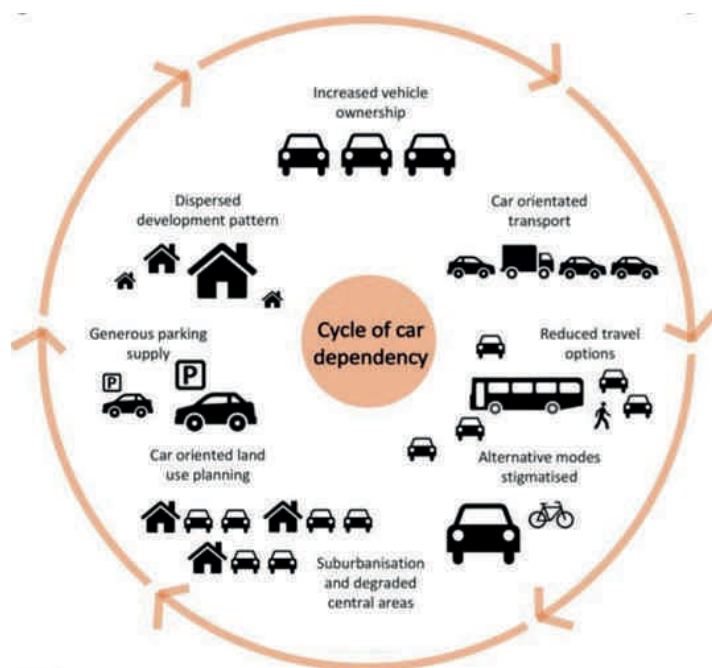 Increased vehicle
ownership
Car orientated
transport
Reduced travel
options
Alternative modes
stigmatised
Suburbanisation
and degraded
central areas
Car oriented land
use planning
Generous parking
supply
P
P
Dispersed
development pattern
Cycle of car
dependency